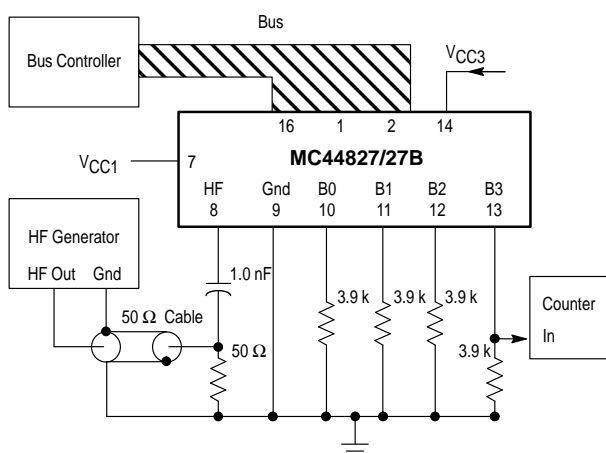 Bus
Bus Controller
VCC3
16 1 2 14
MC44827/27B
VCC1
7
HF Gnd B0 B1 B2 B3
8 9 10 11 12 13
HF Generator
HF Out Gnd
1.0 nF
50 Ω Cable
50 Ω
3.9 k 3.9 k 3.9 k
3.9 k
Counter
In